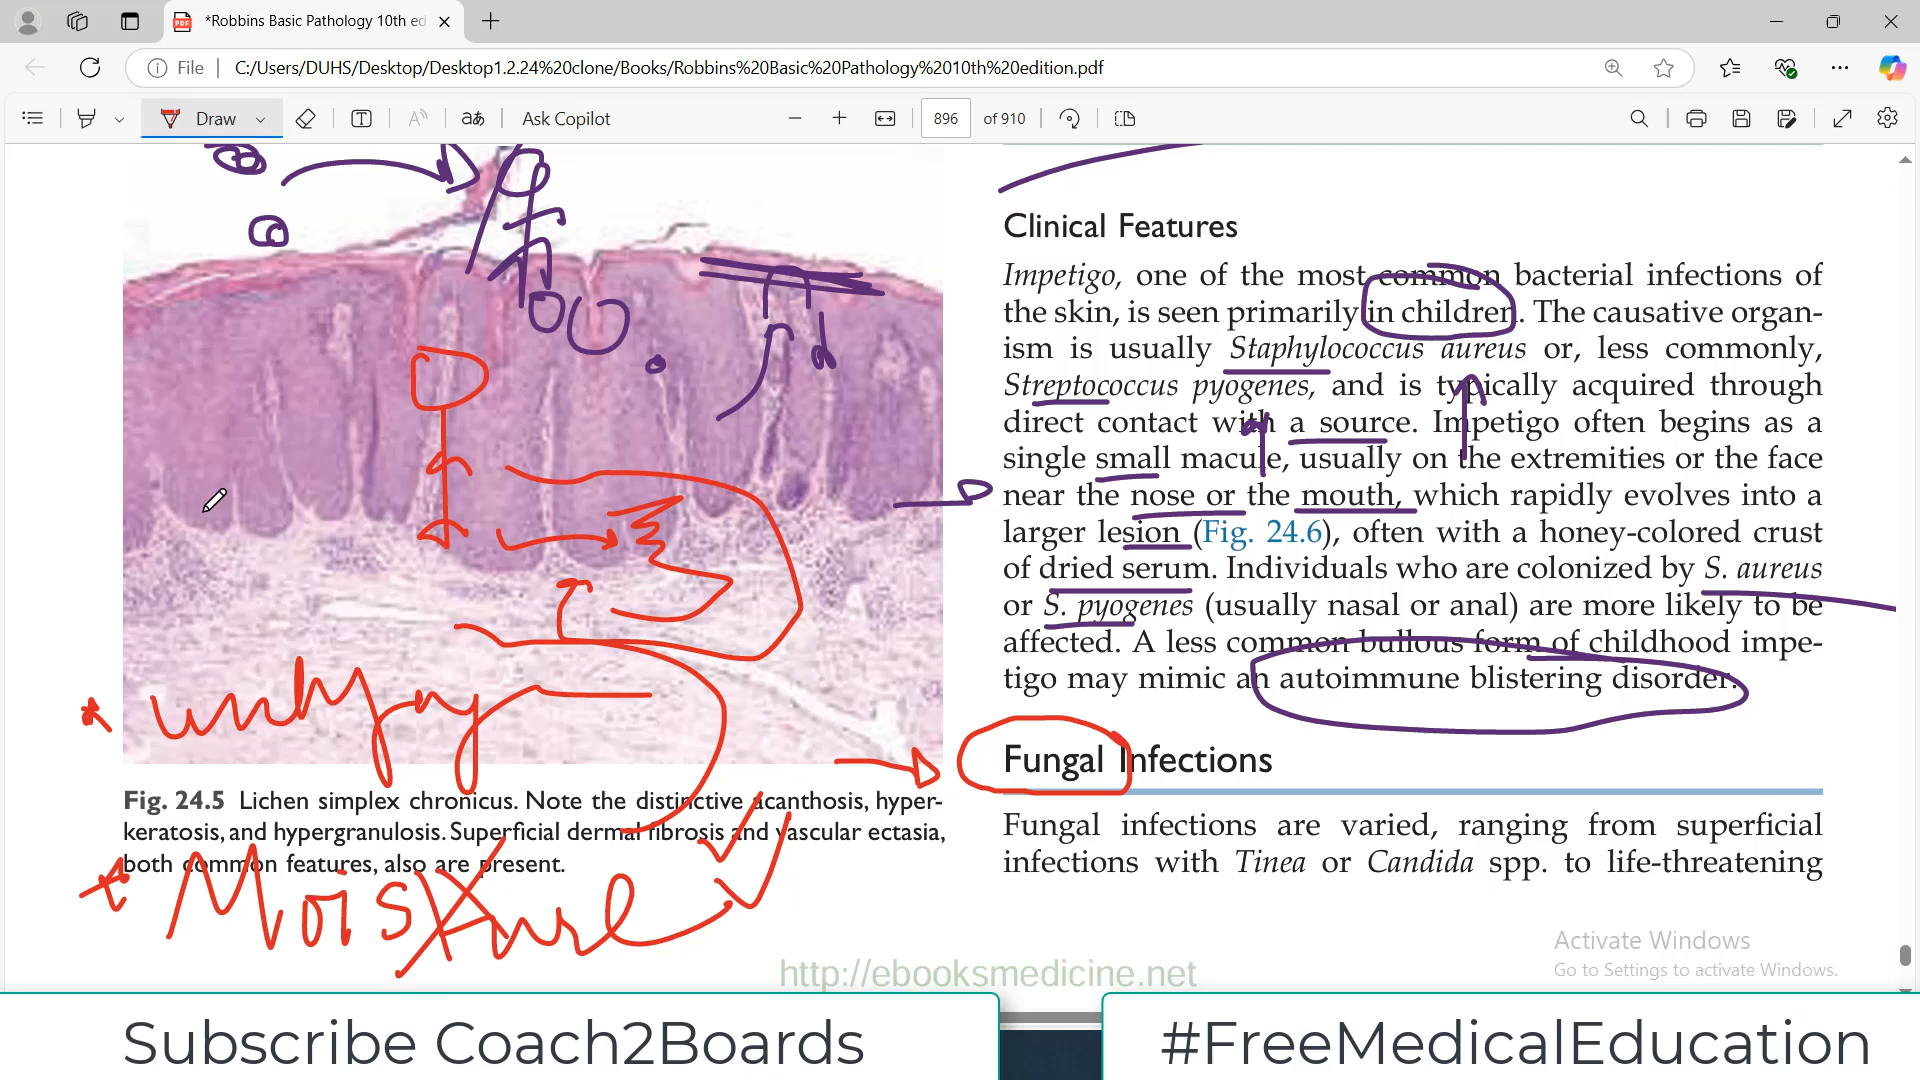 *Robbins Basic Pathology 10th ed
File
C:/Users/DUHS/Desktop/Desktop1.2.24%20clone/Books/Robbins%20Basic%20Pathology%2010th%20edition.pdf
Draw
Ask Copilot
896 of 910
Fig. 24.5 Lichen simplex chronicus. Note the distinctive acanthosis, hyper-
keratosis, and hypergranulosis. Superficial dermal fibrosis and vascular ectasia,
both common features, also are present.
* Moisture
Clinical Features
Impetigo, one of the most common bacterial infections of
the skin, is seen primarily in children. The causative organ-
ism is usually Staphylococcus aureus or, less commonly,
Streptococcus pyogenes, and is typically acquired through
direct contact with a source. Impetigo often begins as a
single small macule, usually on the extremities or the face
near the nose or the mouth, which rapidly evolves into a
larger lesion (Fig. 24.6), often with a honey-colored crust
of dried serum. Individuals who are colonized by S. aureus
or S. pyogenes (usually nasal or anal) are more likely to be
affected. A less common bullous form of childhood impe-
tigo may mimic an autoimmune blistering disorder.
Fungal Infections
Fungal infections are varied, ranging from superficial
infections with Tinea or Candida spp. to life-threatening
Activate Windows
Go to Settings to activate Windows.
http://ebooksmedicine.net
Subscribe Coach2Boards
#FreeMedicalEducation